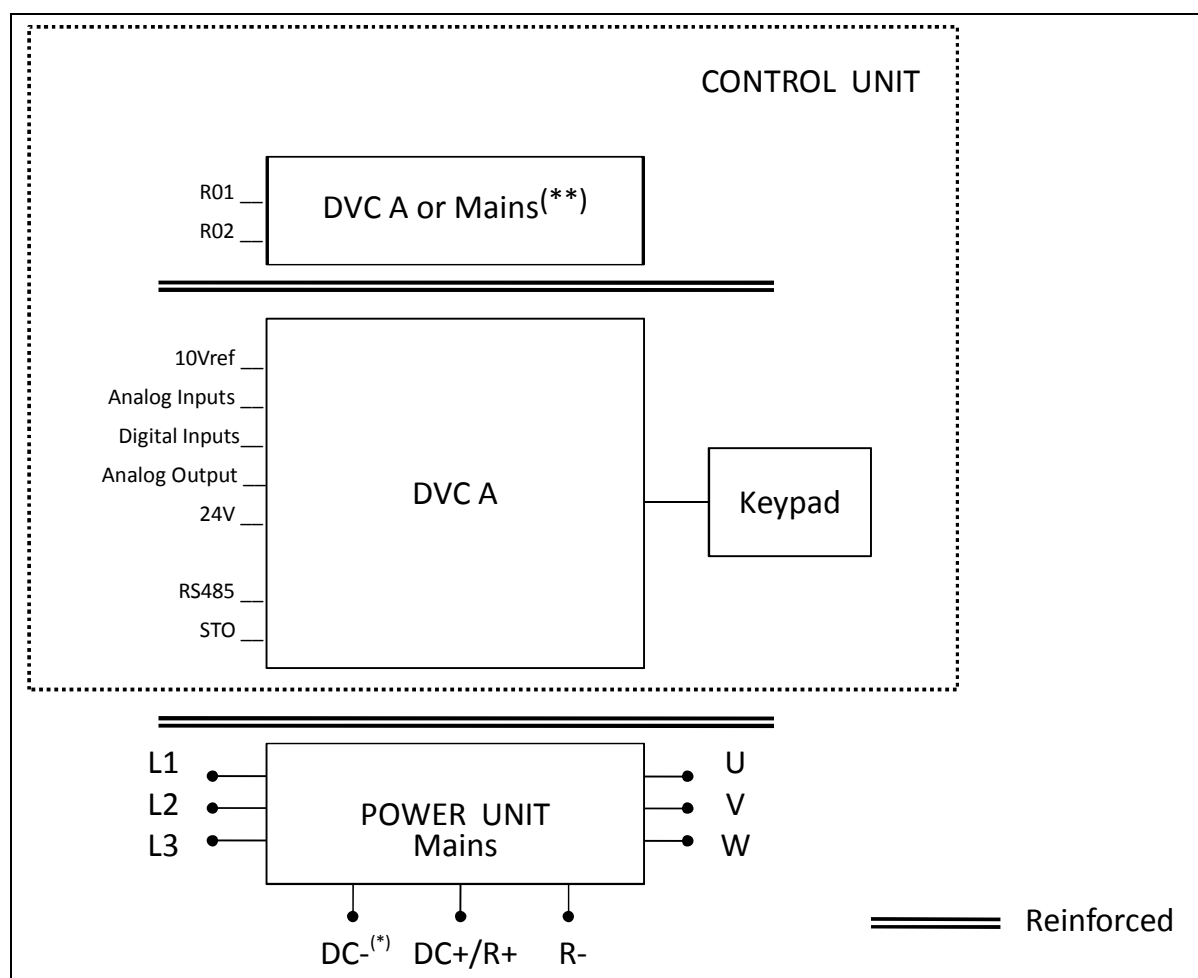 CONTROL UNIT
R01
R02
DVC A or Mains(**)
10Vref
Analog Inputs
Digital Inputs
Analog Output
24V
RS485
STO
DVC A
Keypad
L1
L2
L3
POWER UNIT
Mains
U
V
W
DC-(*)
DC+/R+
R-
Reinforced